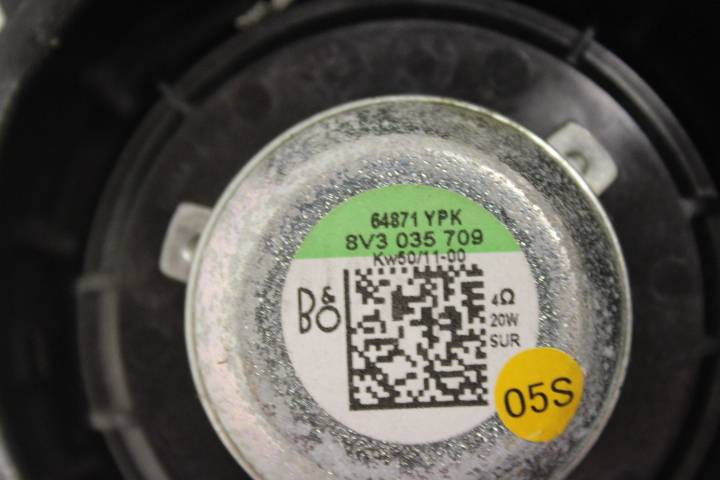 64871 YPK
8V3 035 709
Kw50/11-00
B&O
4Ω
20W
SUR
05S